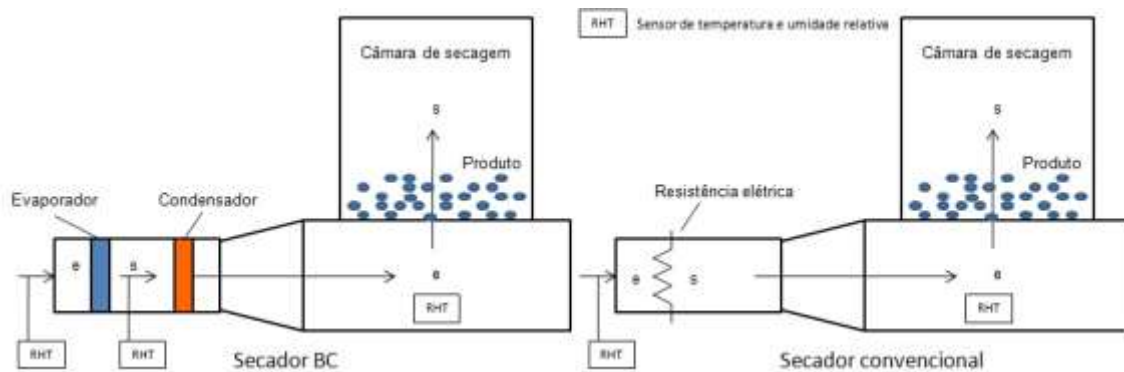 RHT Sensor de temperatura e umidade relativa
Câmara de secagem
s
Produto
Evaporador
Condensador
e
s
e
RHT
RHT
RHT
Secador BC
Câmara de secagem
s
Produto
Resistência elétrica
e
s
e
RHT
RHT
Secador convencional